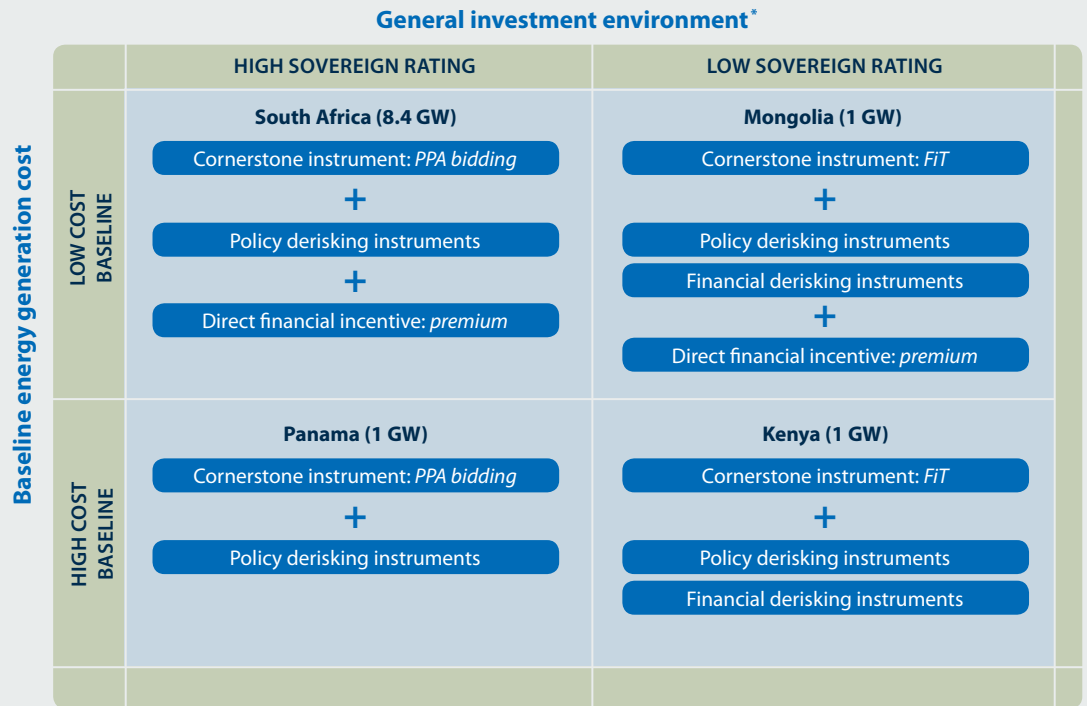 General investment environment*
HIGH SOVEREIGN RATING
LOW SOVEREIGN RATING
Baseline energy generation cost
LOW COST
BASELINE
South Africa (8.4 GW)
Cornerstone instrument: PPA bidding
+
Policy derisking instruments
+
Direct financial incentive: premium
Mongolia (1 GW)
Cornerstone instrument: FiT
+
Policy derisking instruments
Financial derisking instruments
+
Direct financial incentive: premium
HIGH COST
BASELINE
Panama (1 GW)
Cornerstone instrument: PPA bidding
+
Policy derisking instruments
Kenya (1 GW)
Cornerstone instrument: FiT
+
Policy derisking instruments
Financial derisking instruments